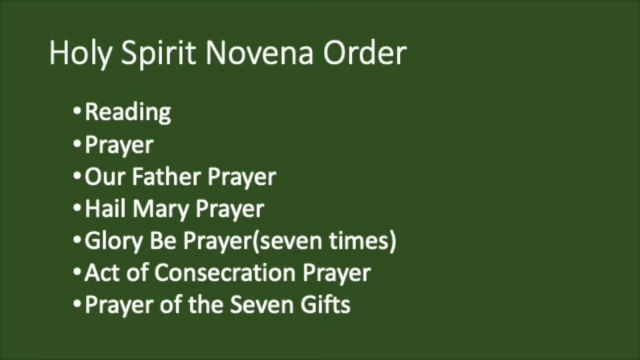 Holy Spirit Novena Order
•Reading
•Prayer
•Our Father Prayer
•Hail Mary Prayer
•Glory Be Prayer(seven times)
•Act of Consecration Prayer
•Prayer of the Seven Gifts